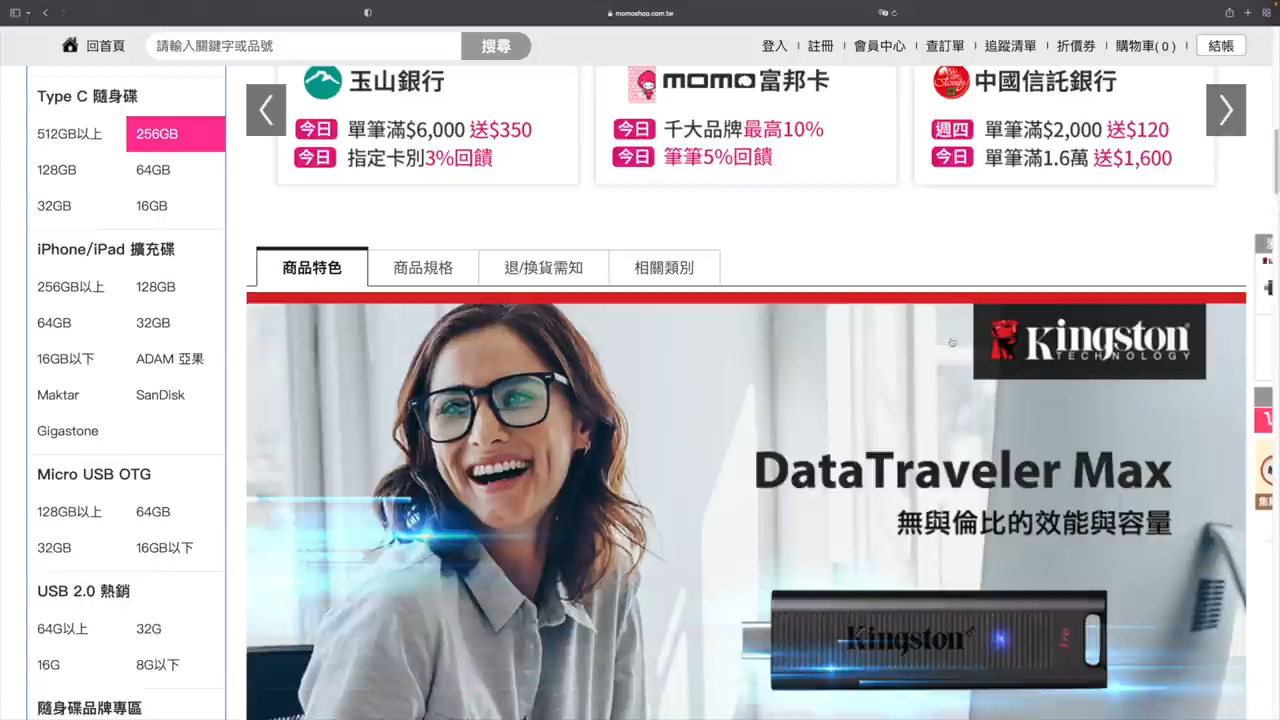 momoshop.com.tw
回首頁
請輸入關鍵字或品號
搜尋
登入
註冊
會員中心
查訂單
追蹤清單
折價券
購物車(0)
結帳
Type C 隨身碟
512GB以上
256GB
128GB
64GB
32GB
16GB
iPhone/iPad 擴充碟
256GB以上
128GB
64GB
32GB
16GB以下
ADAM 亞果
Maktar
SanDisk
Gigastone
Micro USB OTG
128GB以上
64GB
32GB
16GB以下
USB 2.0 熱銷
64G以上
32G
16G
8G以下
隨身碟品牌專區
玉山銀行
今日 單筆滿$6,000 送$350
今日 指定卡別3%回饋
momo富邦卡
今日 千大品牌最高10%
今日 筆筆5%回饋
中國信託銀行
週四 單筆滿$2,000 送$120
今日 單筆滿1.6萬 送$1,600
商品特色
商品規格
退/換貨需知
相關類別
Kingston
TECHNOLOGY
DataTraveler Max
無與倫比的效能與容量
Kingston
1TB